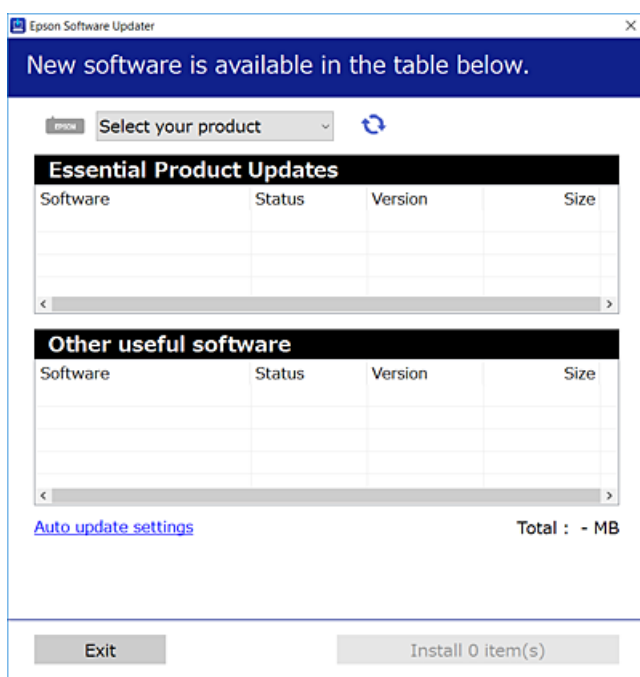 Epson Software Updater
New software is available in the table below.
EPSON Select your product
Essential Product Updates
Software Status Version Size
Other useful software
Software Status Version Size
Auto update settings Total : - MB
Exit Install 0 item(s)